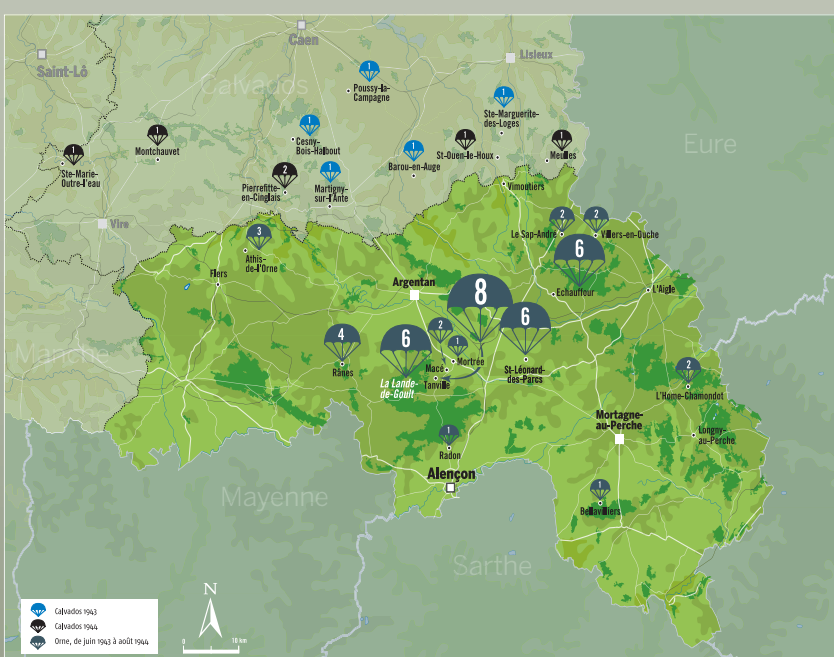 Caen
Saint-Lô
Lisieux
Calvados
1
Poussy-la-
Campagne
1
Ste-Marguerite-
des-Loges
1
Cesny-
Bois-Halbout
1
Montchauvet
1
Ste-Marie-
Outre-l'eau
1
St-Ouen-le-Houx
1
Meulles
1
Barou-en-Auge
2
Pierrefitte-
en-Cinglais
1
Martigny-
sur-l'Ante
Eure
Vire
Vimoutiers
2
Le Sap-André
2
Villers-en-Ouche
3
Athis-
de-l'Orne
6
Echauffour
Flers
Argentan
8
L'Aigle
4
Rânes
6
La Lande-
de-Goult
2
Macé
1
Mortrée
Tanville
6
St-Léonard-
des-Parcs
Manche
2
L'Home-Chamondot
Mortagne-
au-Perche
Longny-
au-Perche
1
Radon
Alençon
1
Bellavilliers
Mayenne
Sarthe
N
0 10 km
Calvados 1943
Calvados 1944
Orne, de juin 1943 à août 1944